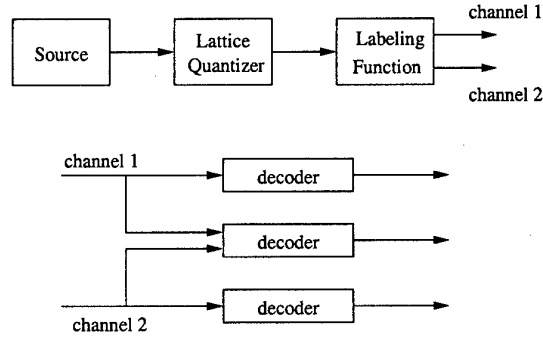 channel 1
Source
Lattice
Quantizer
Labeling
Function
channel 2
channel 1
decoder
decoder
decoder
channel 2